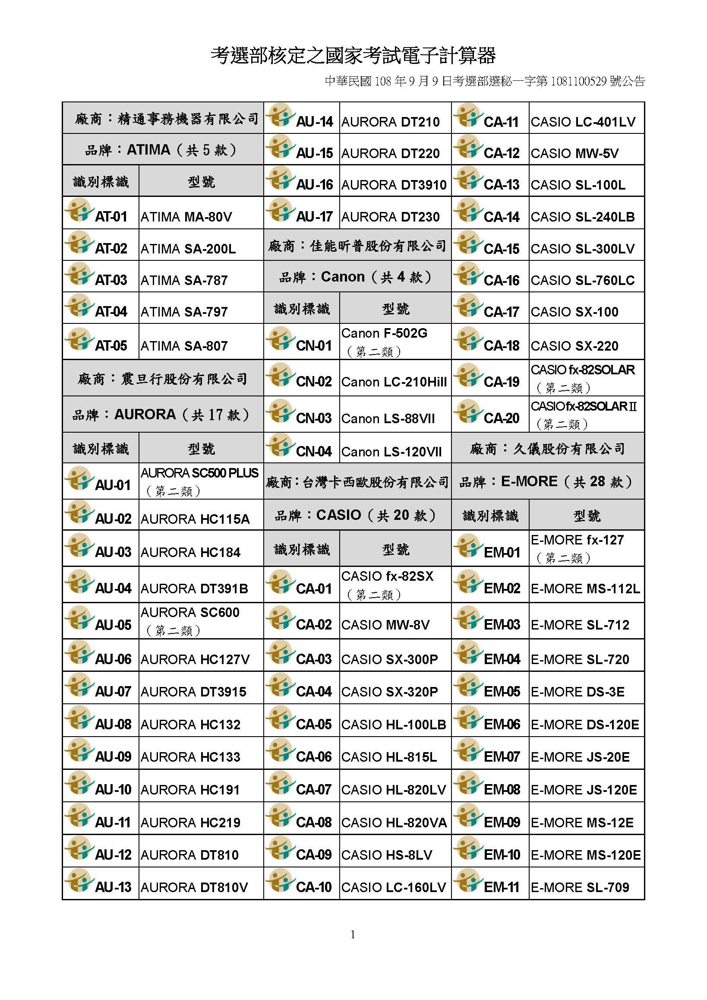 考選部核定之國家考試電子計算器
中華民國 108 年 9 月 9 日考選部選秘一字第 1081100529 號公告
廠商：精通事務機器有限公司
品牌：ATIMA（共 5 款）
識別標識 型號
AT-01 ATIMA MA-80V
AT-02 ATIMA SA-200L
AT-03 ATIMA SA-787
AT-04 ATIMA SA-797
AT-05 ATIMA SA-807
廠商：震旦行股份有限公司
品牌：AURORA（共 17 款）
識別標識 型號
AU-01 AURORA SC500 PLUS
（第二類）
AU-02 AURORA HC115A
AU-03 AURORA HC184
AU-04 AURORA DT391B
AU-05 AURORA SC600
（第二類）
AU-06 AURORA HC127V
AU-07 AURORA DT3915
AU-08 AURORA HC132
AU-09 AURORA HC133
AU-10 AURORA HC191
AU-11 AURORA HC219
AU-12 AURORA DT810
AU-13 AURORA DT810V
AU-14 AURORA DT210
AU-15 AURORA DT220
AU-16 AURORA DT3910
AU-17 AURORA DT230
廠商：佳能昕普股份有限公司
品牌：Canon（共 4 款）
識別標識 型號
CN-01 Canon F-502G
（第二類）
CN-02 Canon LC-210Hill
CN-03 Canon LS-88VII
CN-04 Canon LS-120VII
廠商：台灣卡西歐股份有限公司
品牌：CASIO（共 20 款）
識別標識 型號
CA-01 CASIO fx-82SX
（第二類）
CA-02 CASIO MW-8V
CA-03 CASIO SX-300P
CA-04 CASIO SX-320P
CA-05 CASIO HL-100LB
CA-06 CASIO HL-815L
CA-07 CASIO HL-820LV
CA-08 CASIO HL-820VA
CA-09 CASIO HS-8LV
CA-10 CASIO LC-160LV
CA-11 CASIO LC-401LV
CA-12 CASIO MW-5V
CA-13 CASIO SL-100L
CA-14 CASIO SL-240LB
CA-15 CASIO SL-300LV
CA-16 CASIO SL-760LC
CA-17 CASIO SX-100
CA-18 CASIO SX-220
CA-19 CASIO fx-82SOLAR
（第二類）
CA-20 CASIO fx-82SOLARⅡ
（第二類）
廠商：久儀股份有限公司
品牌：E-MORE（共 28 款）
識別標識 型號
EM-01 E-MORE fx-127
（第二類）
EM-02 E-MORE MS-112L
EM-03 E-MORE SL-712
EM-04 E-MORE SL-720
EM-05 E-MORE DS-3E
EM-06 E-MORE DS-120E
EM-07 E-MORE JS-20E
EM-08 E-MORE JS-120E
EM-09 E-MORE MS-12E
EM-10 E-MORE MS-120E
EM-11 E-MORE SL-709
1